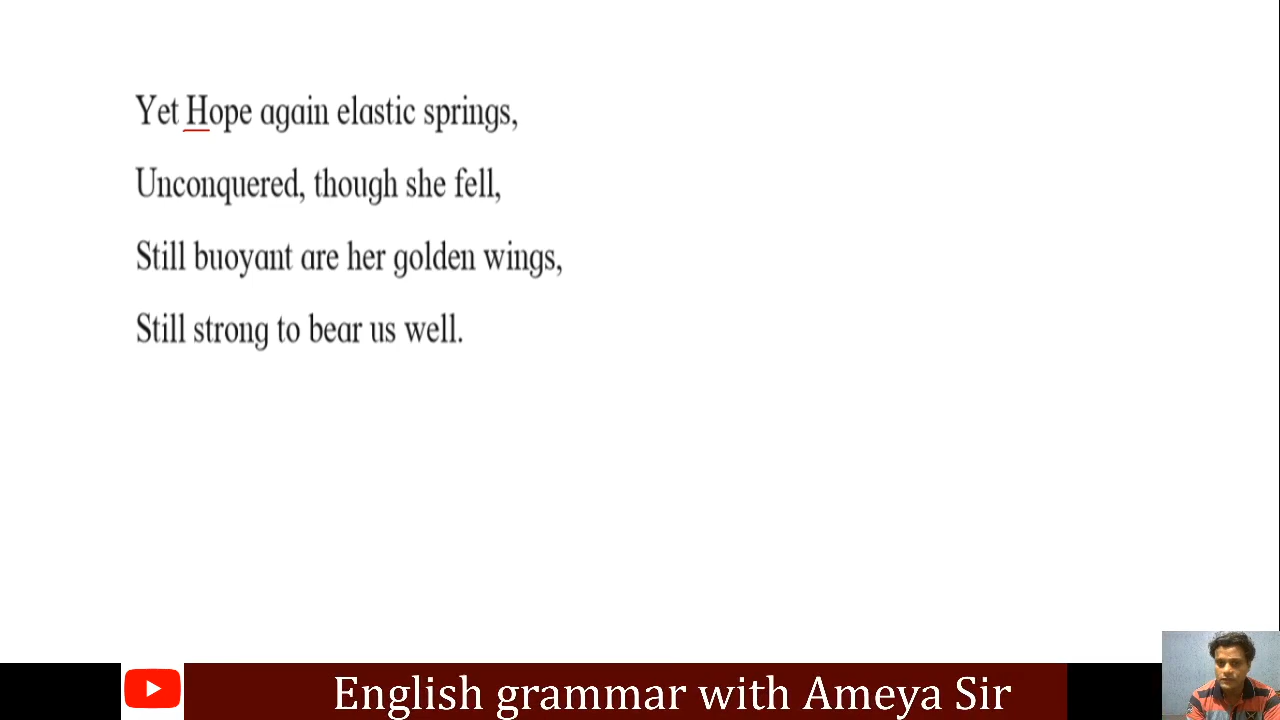 Yet Hope again elastic springs,
Unconquered, though she fell,
Still buoyant are her golden wings,
Still strong to bear us well.
English grammar with Ameya Sir